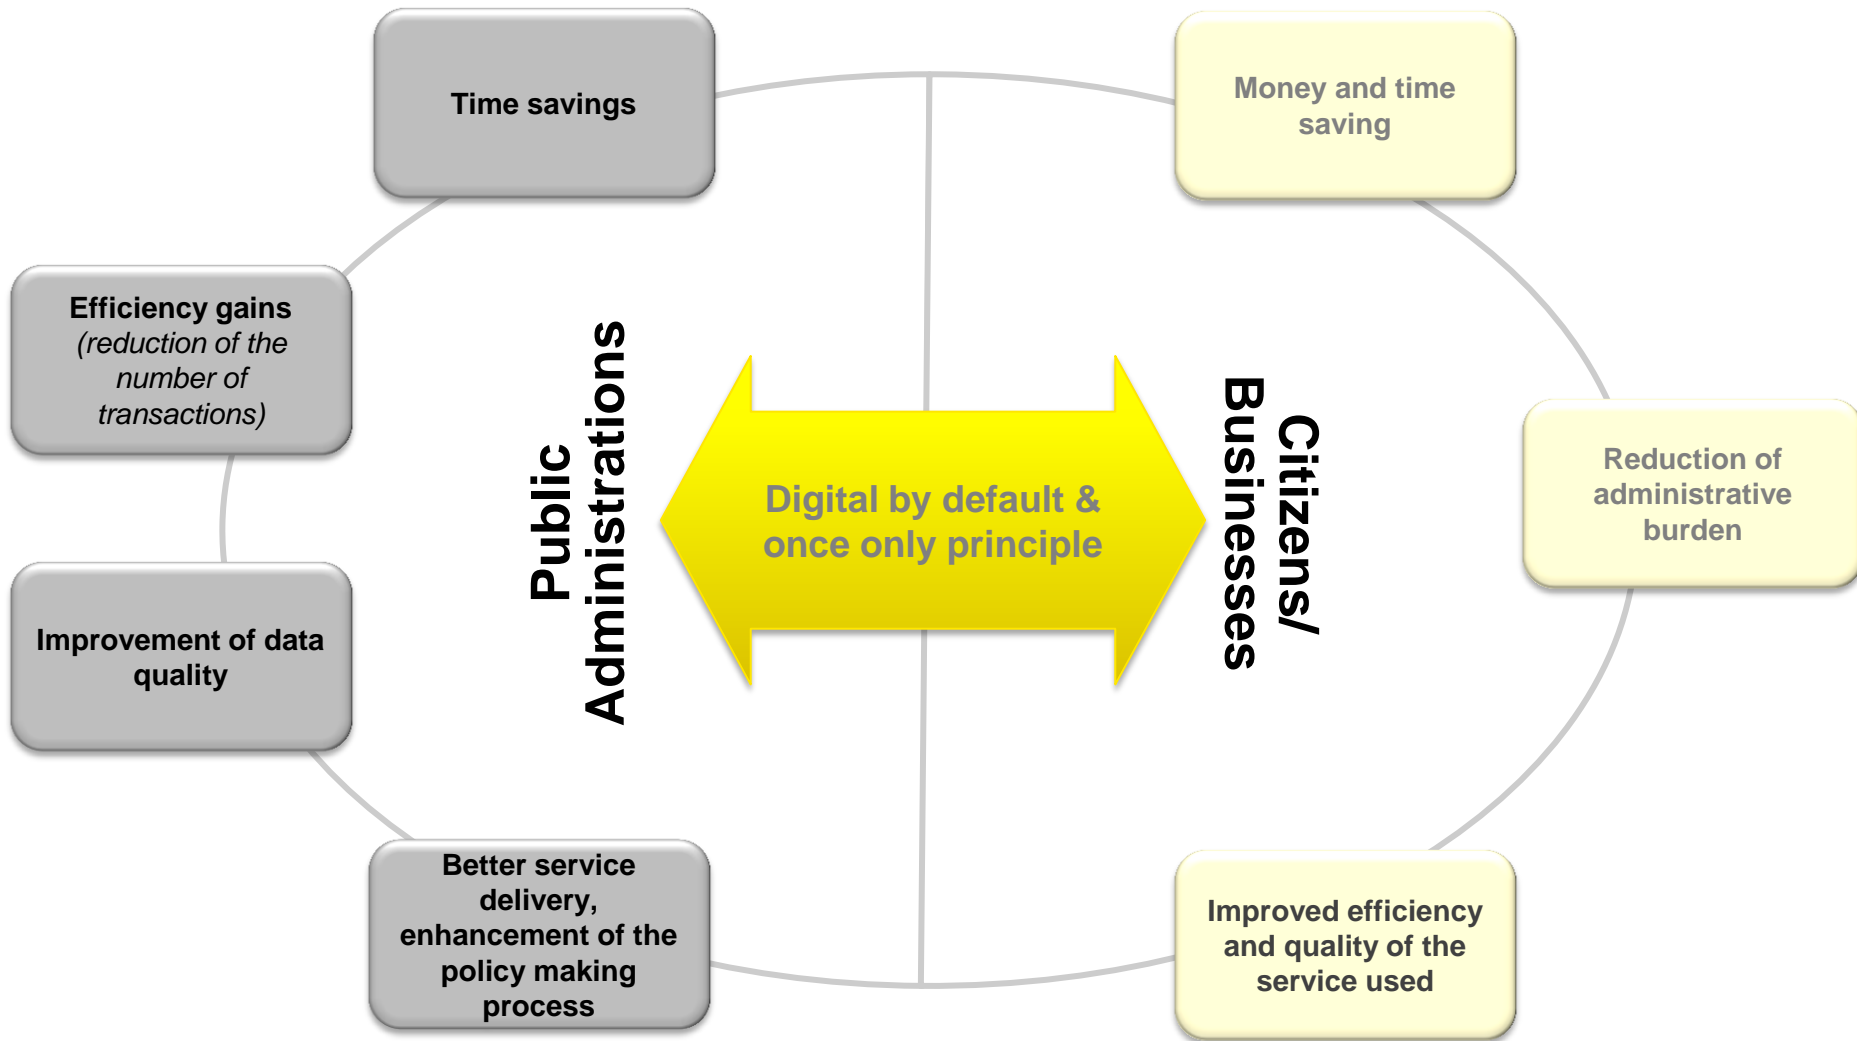 Time savings
Money and time
saving
Efficiency gains
(reduction of the
number of
transactions)
Improvement of data
quality
Better service
delivery,
enhancement of the
policy making
process
Public
Administrations
Digital by default &
once only principle
Citizens/
Businesses
Reduction of
administrative
burden
Improved efficiency
and quality of the
service used